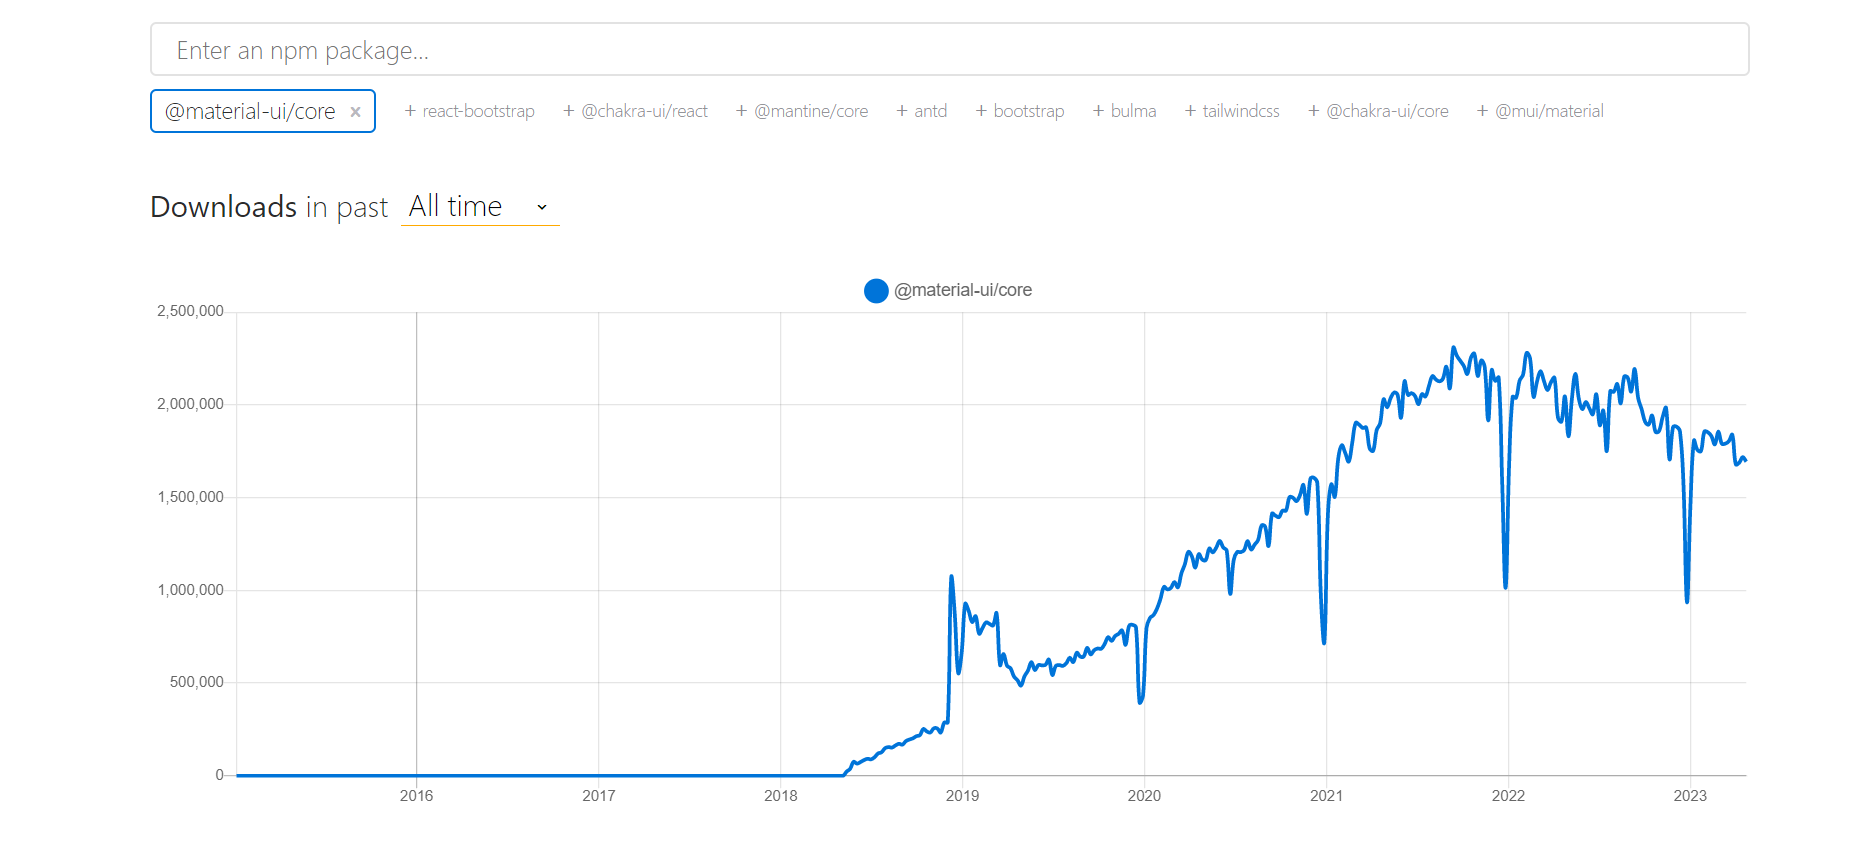 Enter an npm package...
@material-ui/core ×
+ react-bootstrap + @chakra-ui/react + @mantine/core + antd + bootstrap + bulma + tailwindcss + @chakra-ui/core + @mui/material
Downloads in past All time
@material-ui/core
2,500,000
2,000,000
1,500,000
1,000,000
500,000
0
2016 2017 2018 2019 2020 2021 2022 2023